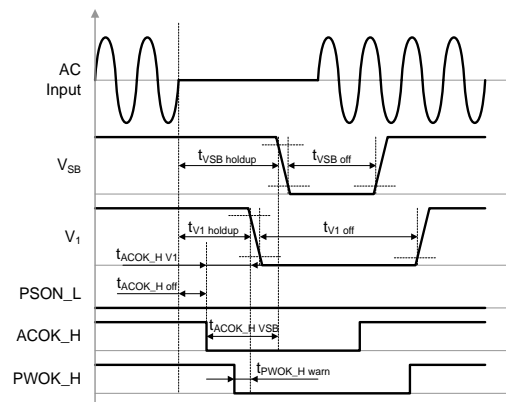 AC
Input
VSB
tVSB holdup
tVSB off
V1
tV1 holdup
tV1 off
tACOK_H V1
tACOK_H off
PSON_L
ACOK_H
tACOK_H VSB
PWOK_H
tPWOK_H warn